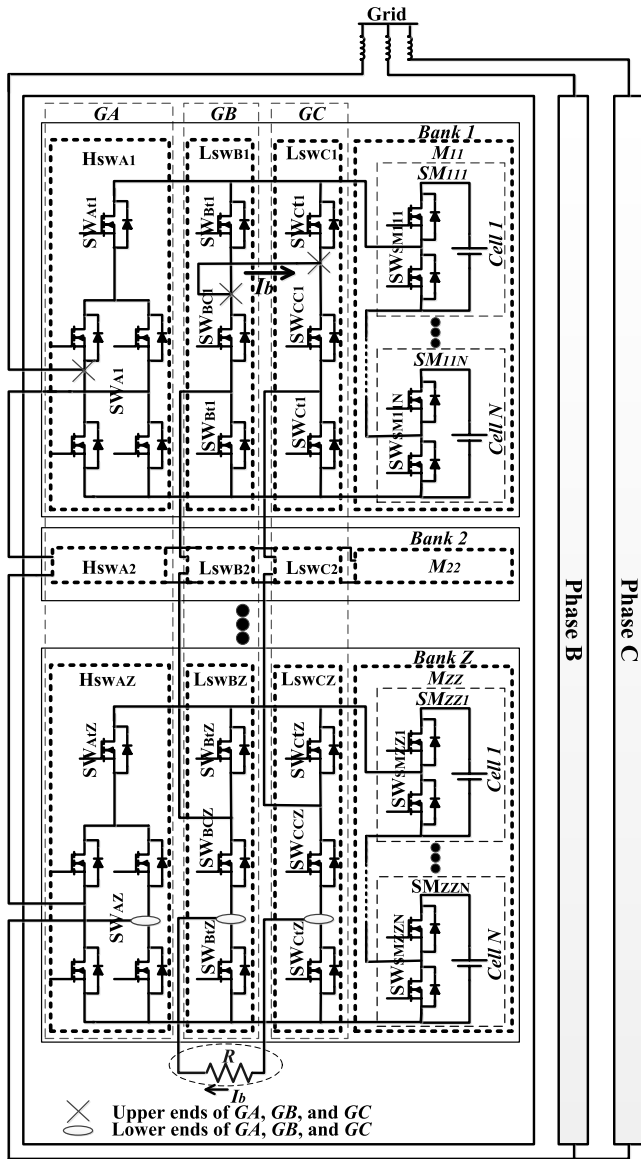 Grid
GA GB GC
Bank 1
HswA1 LswB1 LswC1 M11
SM111
SWAt1 SWBt1 SWCt1 SWSM111 Cell 1
Ib
SWBC1 SWCC1
SM11N
SWA1 SWBt1 SWCt1 SWSM11N Cell N
Bank 2
HswA2 LswB2 LswC2 M22
Phase B
Phase C
Bank Z
HswAZ LswBZ LswCZ MZZ
SMZZ1
SWAtZ SWBtZ SWCtZ SWSMZZ1 Cell 1
SWBCZ SWCCZ
SMZZN
SWAZ SWBtZ SWCtZ SWSMZZN Cell N
R
Ib
Upper ends of GA, GB, and GC
Lower ends of GA, GB, and GC